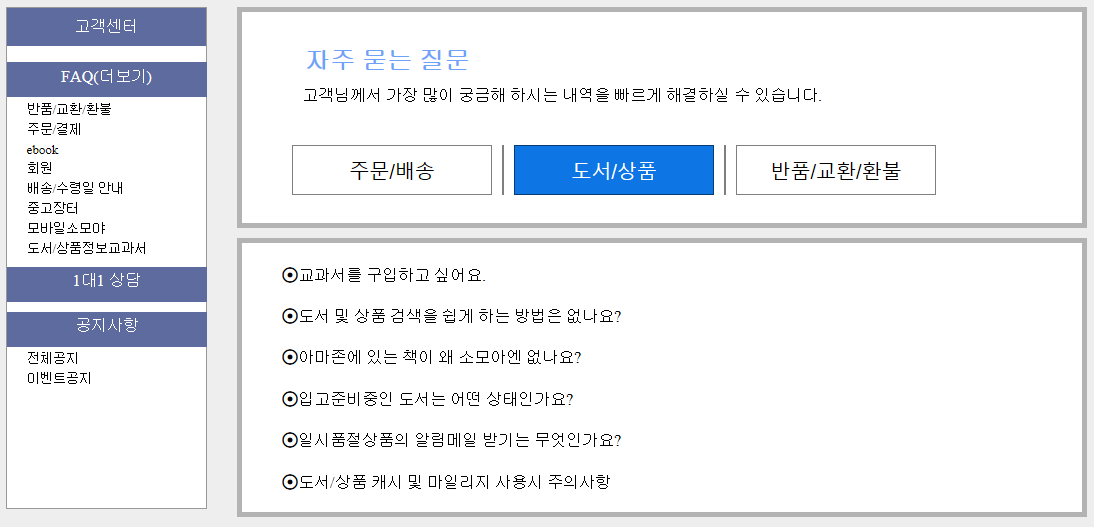 고객센터
FAQ(더보기)
반품/교환/환불
주문/결제
ebook
회원
배송/수령일 안내
중고장터
모바일소모야
도서/상품정보교과서
1대1 상담
공지사항
전체공지
이벤트공지
자주 묻는 질문
고객님께서 가장 많이 궁금해 하시는 내역을 빠르게 해결하실 수 있습니다.
주문/배송
도서/상품
반품/교환/환불
⊙교과서를 구입하고 싶어요.
⊙도서 및 상품 검색을 쉽게 하는 방법은 없나요?
⊙아마존에 있는 책이 왜 소모아엔 없나요?
⊙입고준비중인 도서는 어떤 상태인가요?
⊙일시품절상품의 알림메일 받기는 무엇인가요?
⊙도서/상품 캐시 및 마일리지 사용시 주의사항